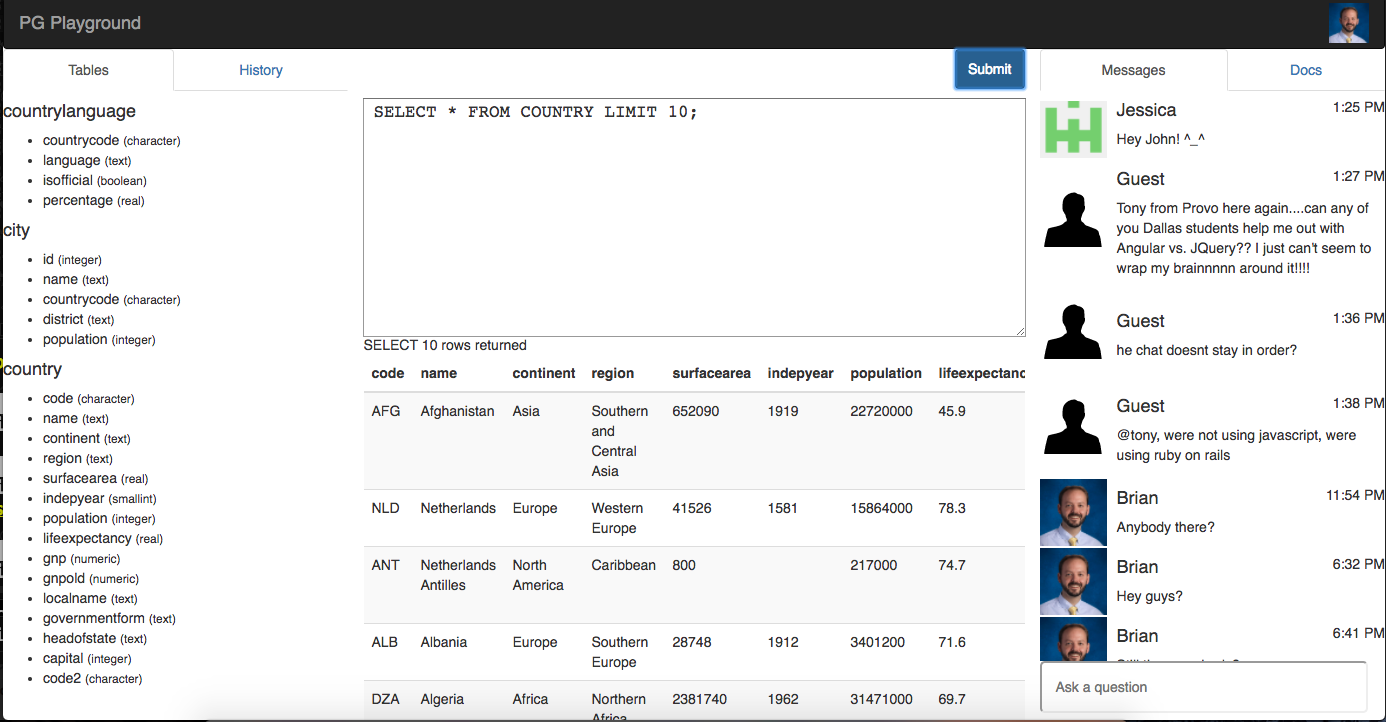 PG Playground
Tables
History
countrylanguage
countrycode (character)
language (text)
isofficial (boolean)
percentage (real)
city
id (integer)
name (text)
countrycode (character)
district (text)
population (integer)
country
code (character)
name (text)
continent (text)
region (text)
surfacearea (real)
indepyear (smallint)
population (integer)
lifeexpectancy (real)
gnp (numeric)
gnpold (numeric)
localname (text)
governmentform (text)
headofstate (text)
capital (integer)
code2 (character)
Submit
SELECT * FROM COUNTRY LIMIT 10;
SELECT 10 rows returned
code name continent region surfacearea indepyear population lifeexpectanc
AFG Afghanistan Asia Southern 652090 1919 22720000 45.9
and
Central
Asia
NLD Netherlands Europe Western 41526 1581 15864000 78.3
Europe
ANT Netherlands North Caribbean 800 217000 74.7
Antilles America
ALB Albania Europe Southern 28748 1912 3401200 71.6
Europe
DZA Algeria Africa Northern 2381740 1962 31471000 69.7
Africa
Messages
Docs
Jessica 1:25 PM
Hey John! ^_^
Guest 1:27 PM
Tony from Provo here again....can any of
you Dallas students help me out with
Angular vs. JQuery?? I just can't seem to
wrap my brainnnnn around it!!!!
Guest 1:36 PM
he chat doesnt stay in order?
Guest 1:38 PM
@tony, were not using javascript, were
using ruby on rails
Brian 11:54 PM
Anybody there?
Brian 6:32 PM
Hey guys?
Brian 6:41 PM
Ask a question